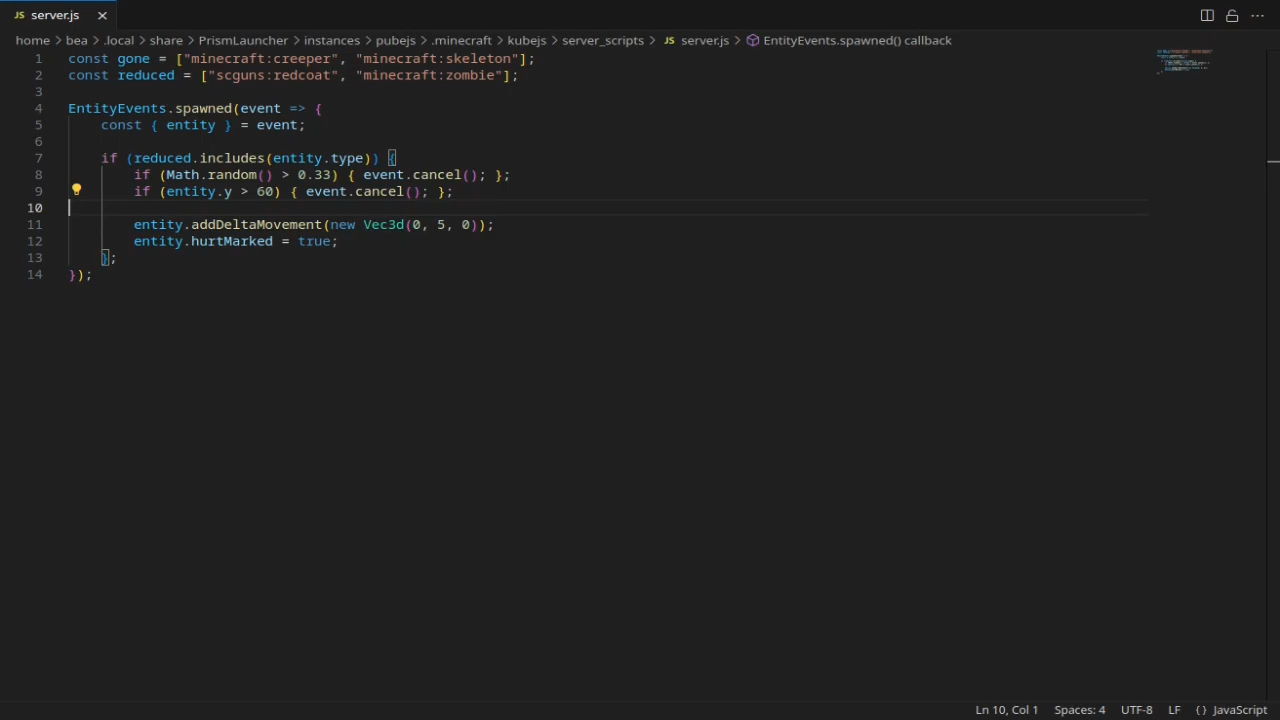 JS server.js
home > bea > .local > share > PrismLauncher > instances > pubejs > .minecraft > kubejs > server_scripts > JS server.js > EntityEvents.spawned() callback
1 const gone = ["minecraft:creeper", "minecraft:skeleton"];
2 const reduced = ["scguns:redcoat", "minecraft:zombie"];
3
4 EntityEvents.spawned(event => {
5     const { entity } = event;
6
7     if (reduced.includes(entity.type)) {
8         if (Math.random() > 0.33) { event.cancel(); };
9         if (entity.y > 60) { event.cancel(); };
10
11         entity.addDeltaMovement(new Vec3d(0, 5, 0));
12         entity.hurtMarked = true;
13     };
14 });
Ln 10, Col 1 Spaces: 4 UTF-8 LF {} JavaScript